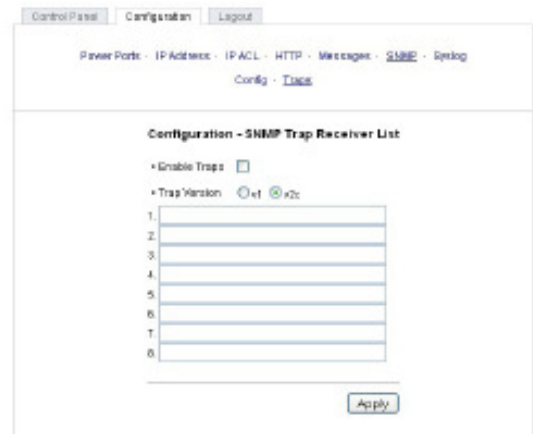 Control Panel Configuration Logout
Power Ports · IP Address · IP ACL · HTTP · Messages · SNMP · Syslog
Config · Traps
Configuration - SNMP Trap Receiver List
• Enable Traps
• Trap Version v1 v2c
1.
2.
3.
4.
5.
6.
7.
8.
Apply